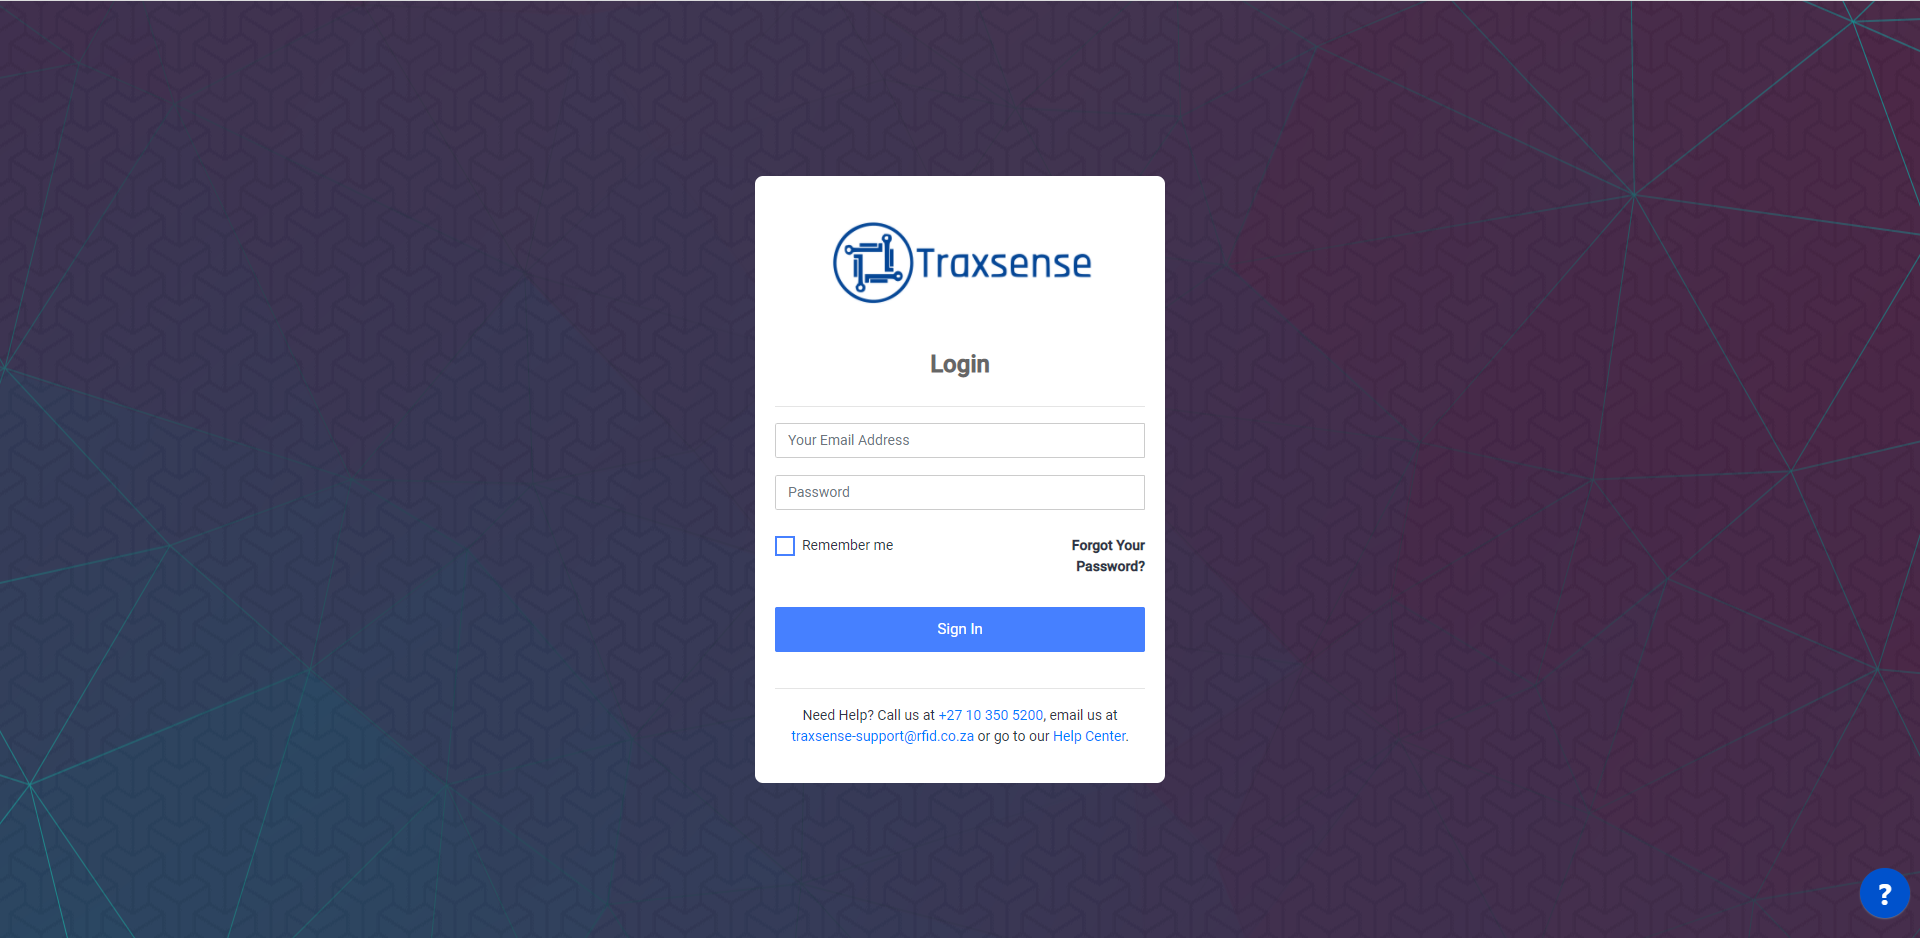 Traxsense
Login
Your Email Address
Password
Remember me
Forgot Your
Password?
Sign In
Need Help? Call us at +27 10 350 5200, email us at
traxsense-support@rfid.co.za or go to our Help Center.
?